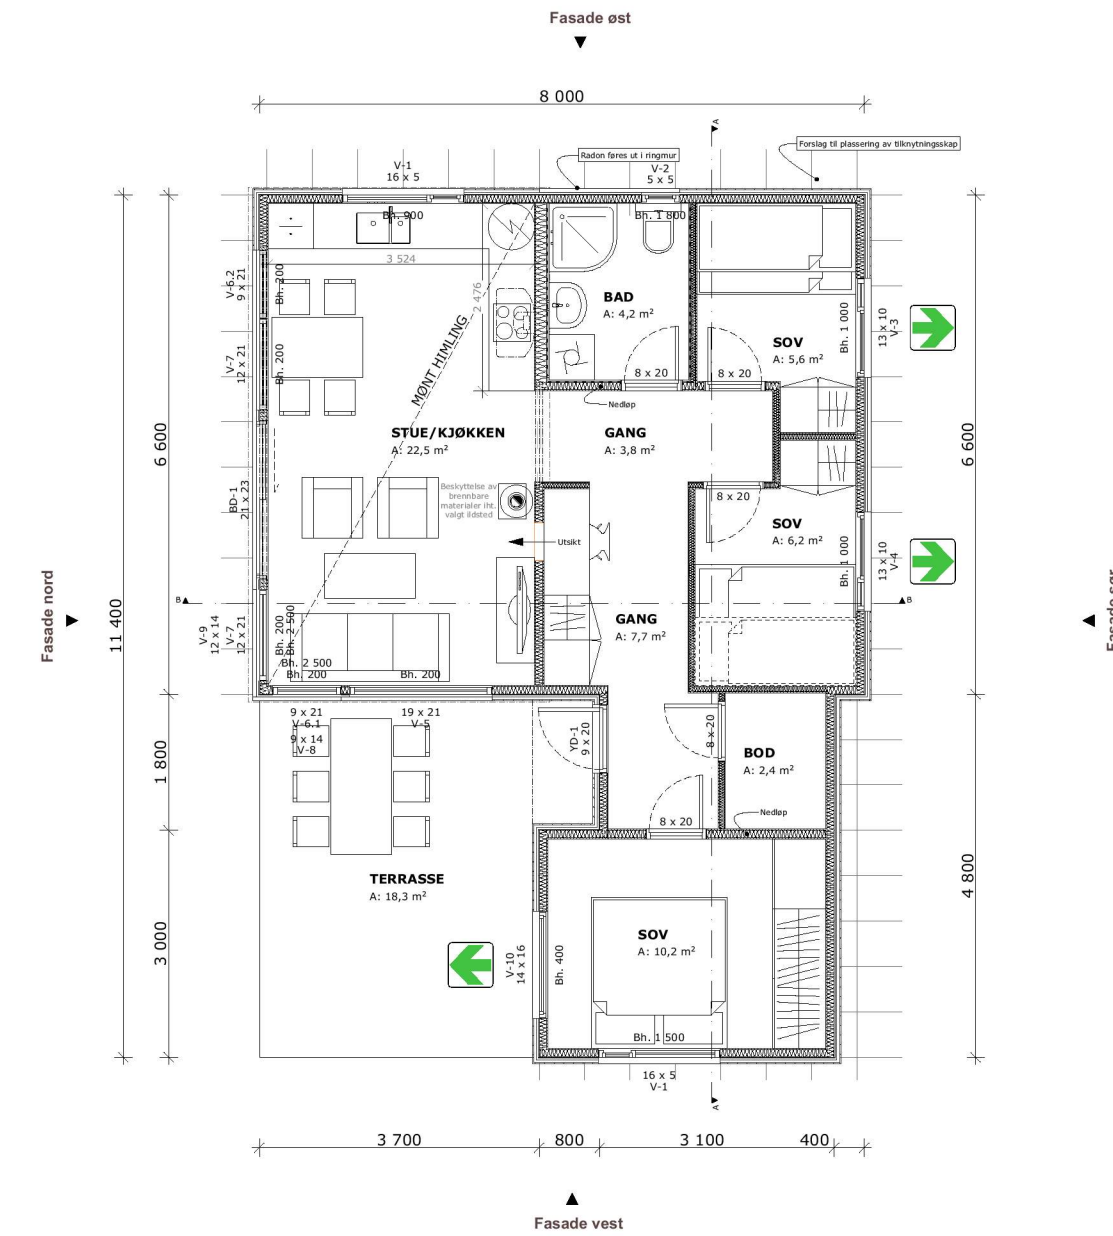 Fasade øst
8 000
A
Forslag til plassering av tilknytningsskap
Radon føres ut i ringmur
V-1
16 x 5
V-2
5 x 5
Bh. 900
Bh. 1 800
3 524
2 476
V-6.2
9 x 21
Bh. 200
V-7
12 x 21
Bh. 200
MØNT HIMLING
BAD
A: 4,2 m²
8 x 20
Nedløp
SOV
A: 5,6 m²
8 x 20
Bh. 1 000
13 x 10
V-3
6 600
6 600
STUE/KJØKKEN
A: 22,5 m²
GANG
A: 3,8 m²
BD-1
21 x 23
Beskyttelse av
brennbare
materialer iht.
valgt ildsted
Utsikt
8 x 20
SOV
A: 6,2 m²
Bh. 1 000
13 x 10
V-4
Fasade nord
11 400
B
B
Fasade sør
V-9
12 x 14
V-7
12 x 21
Bh. 200
Bh. 2 500
Bh. 2 500
Bh. 200
Bh. 200
GANG
A: 7,7 m²
9 x 21
V-6.1
9 x 14
V-8
19 x 21
V-5
YD-1
9 x 20
8 x 20
BOD
A: 2,4 m²
1 800
8 x 20
Nedløp
TERRASSE
A: 18,3 m²
3 000
4 800
SOV
A: 10,2 m²
V-10
14 x 16
Bh. 400
Bh. 1 500
16 x 5
V-1
A
3 700
800
3 100
400
Fasade vest